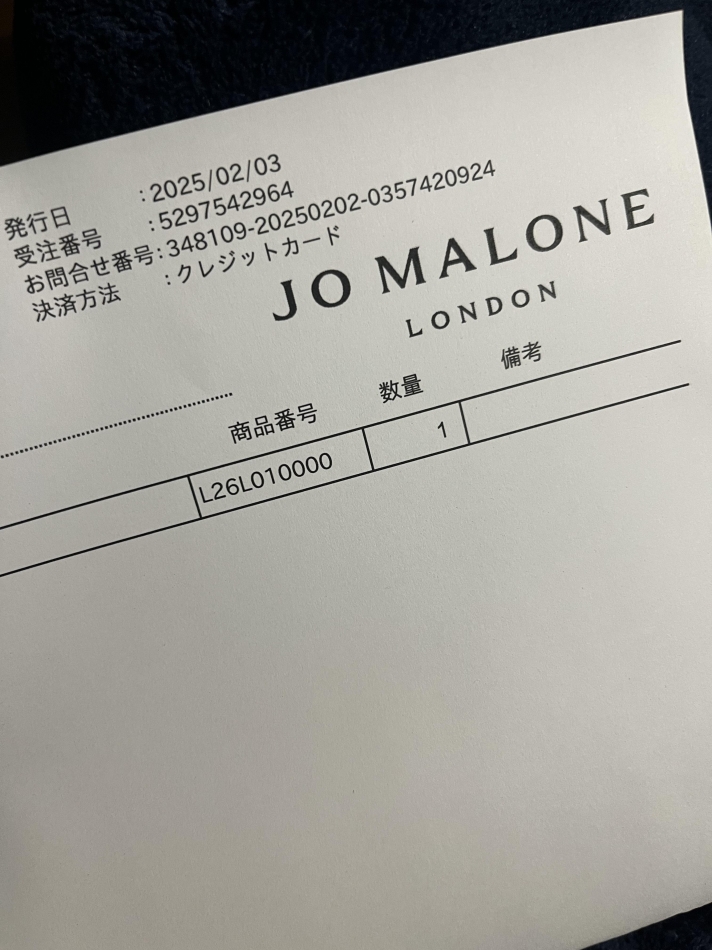 発行日 :2025/02/03
受注番号 :5297542964
お問合せ番号:348109-20250202-0357420924
決済方法 :クレジットカード
JO MALONE
LONDON
商品番号 数量 備考
L26L010000 1